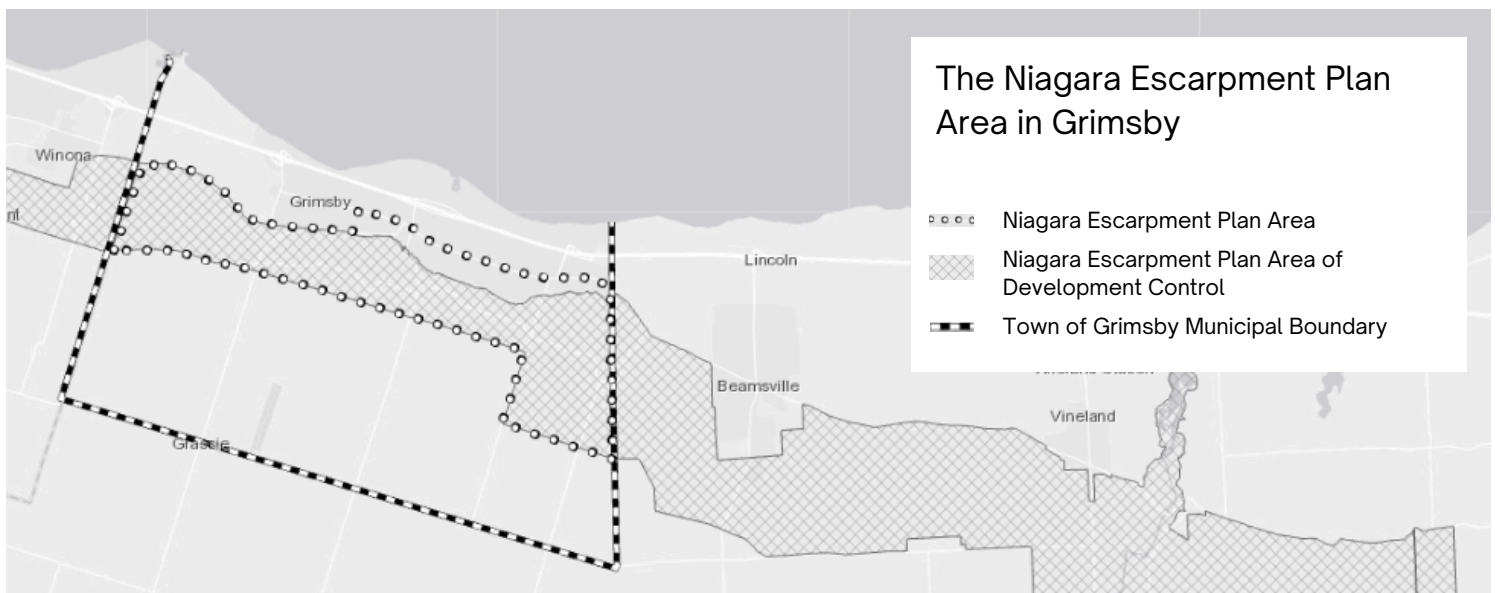 The Niagara Escarpment Plan
Area in Grimsby
Niagara Escarpment Plan Area
Niagara Escarpment Plan Area of
Development Control
Town of Grimsby Municipal Boundary
Winona
nt
Grimsby
Lincoln
Beamsville
Vineland
Grassie